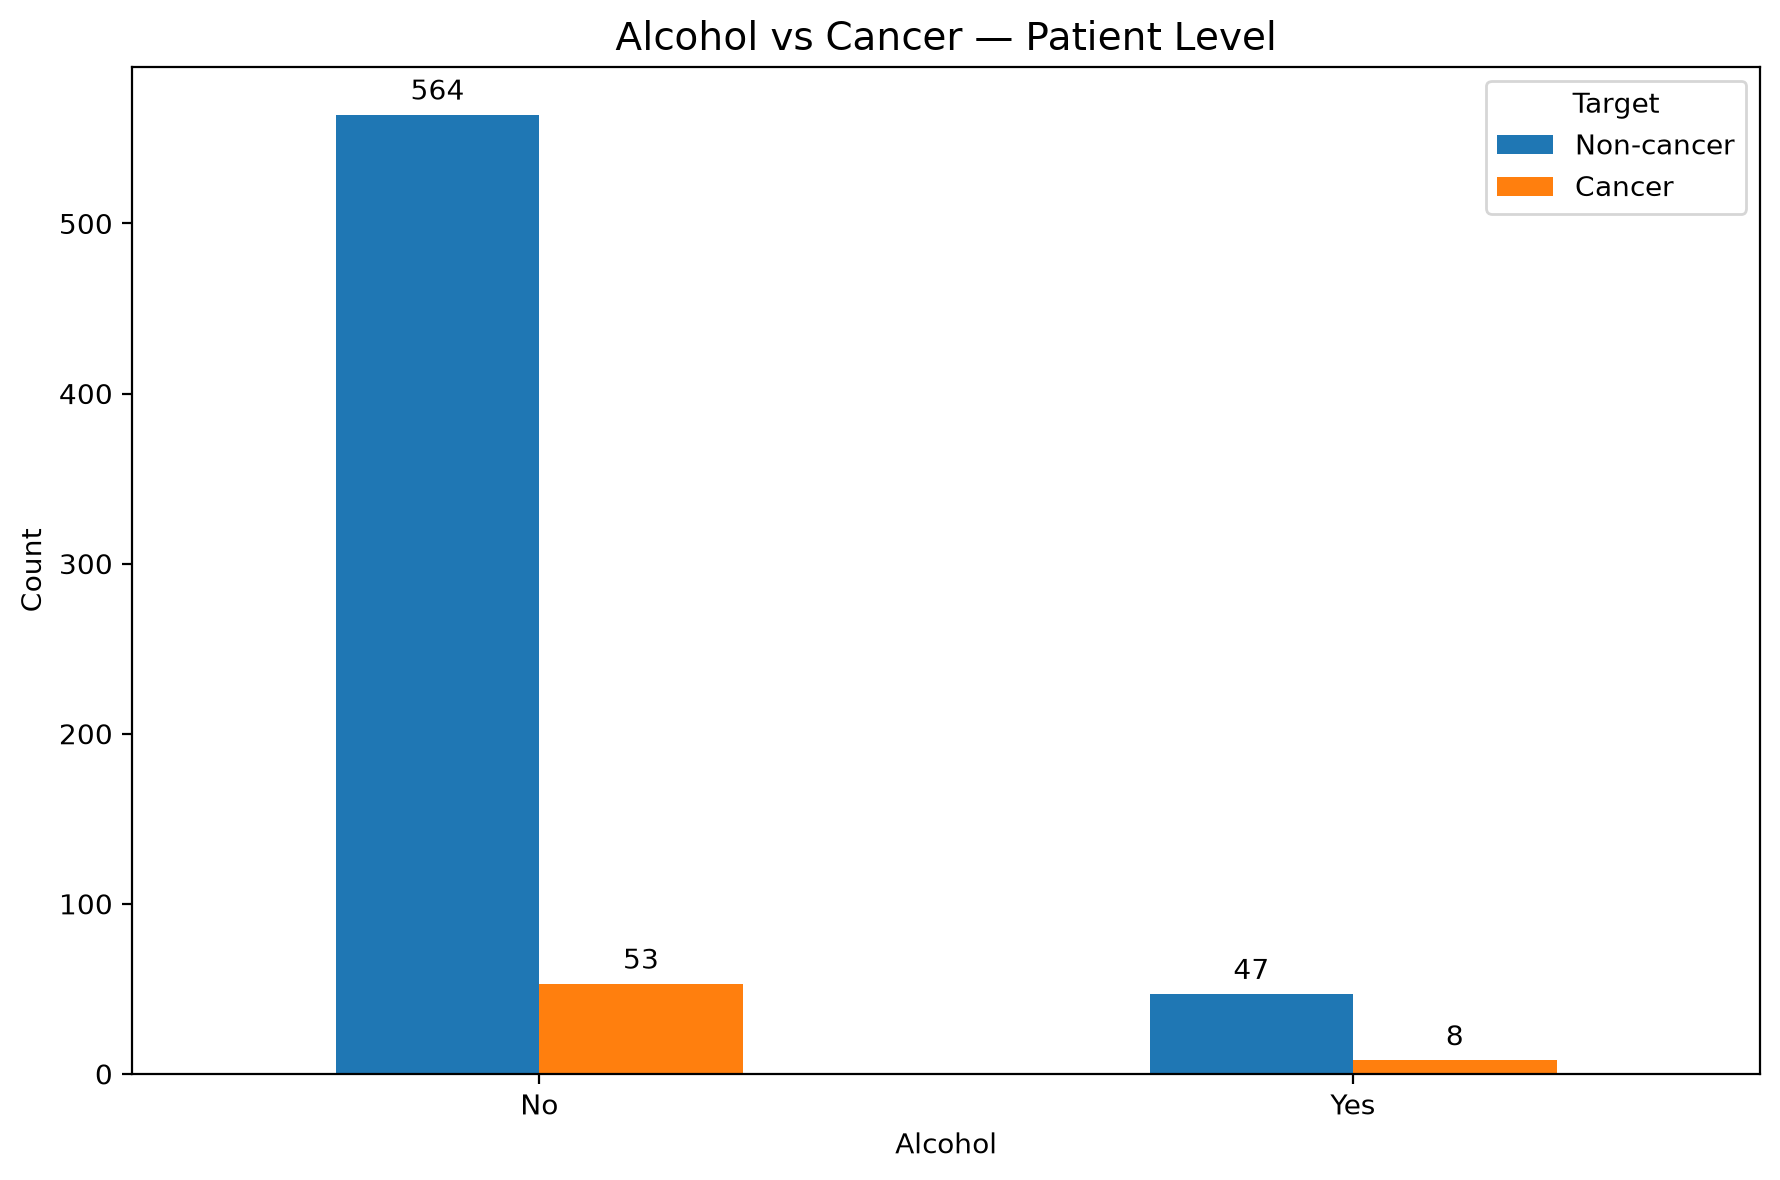 Alcohol vs Cancer — Patient Level
564
Target
Non-cancer
Cancer
500
400
300
200
100
0
Count
53
47
8
No
Yes
Alcohol